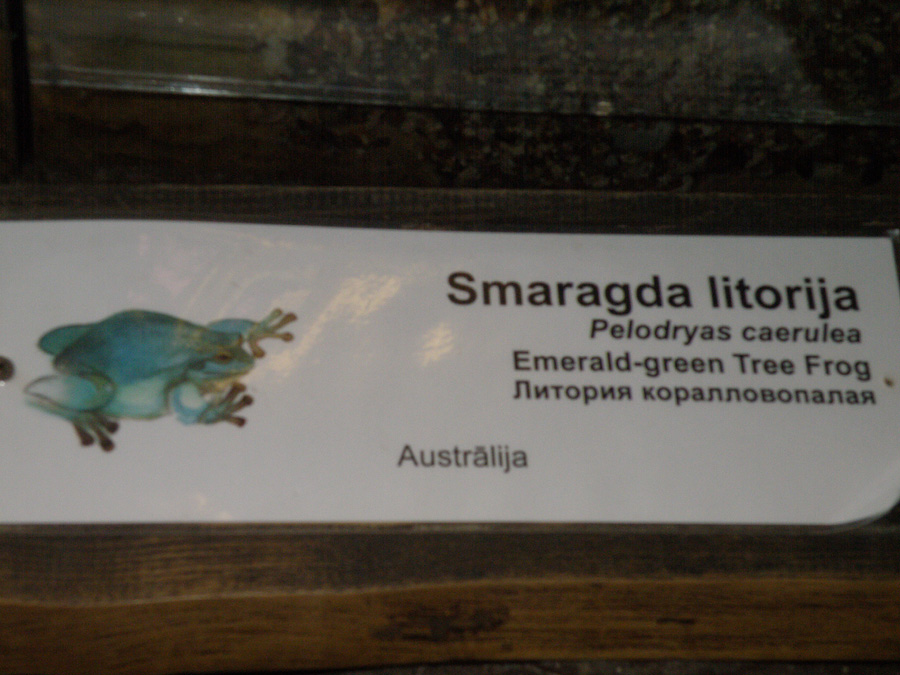 Smaragda litorija
Pelodryas caerulea
Emerald-green Tree Frog
Литория коралловопалая
Austrālija